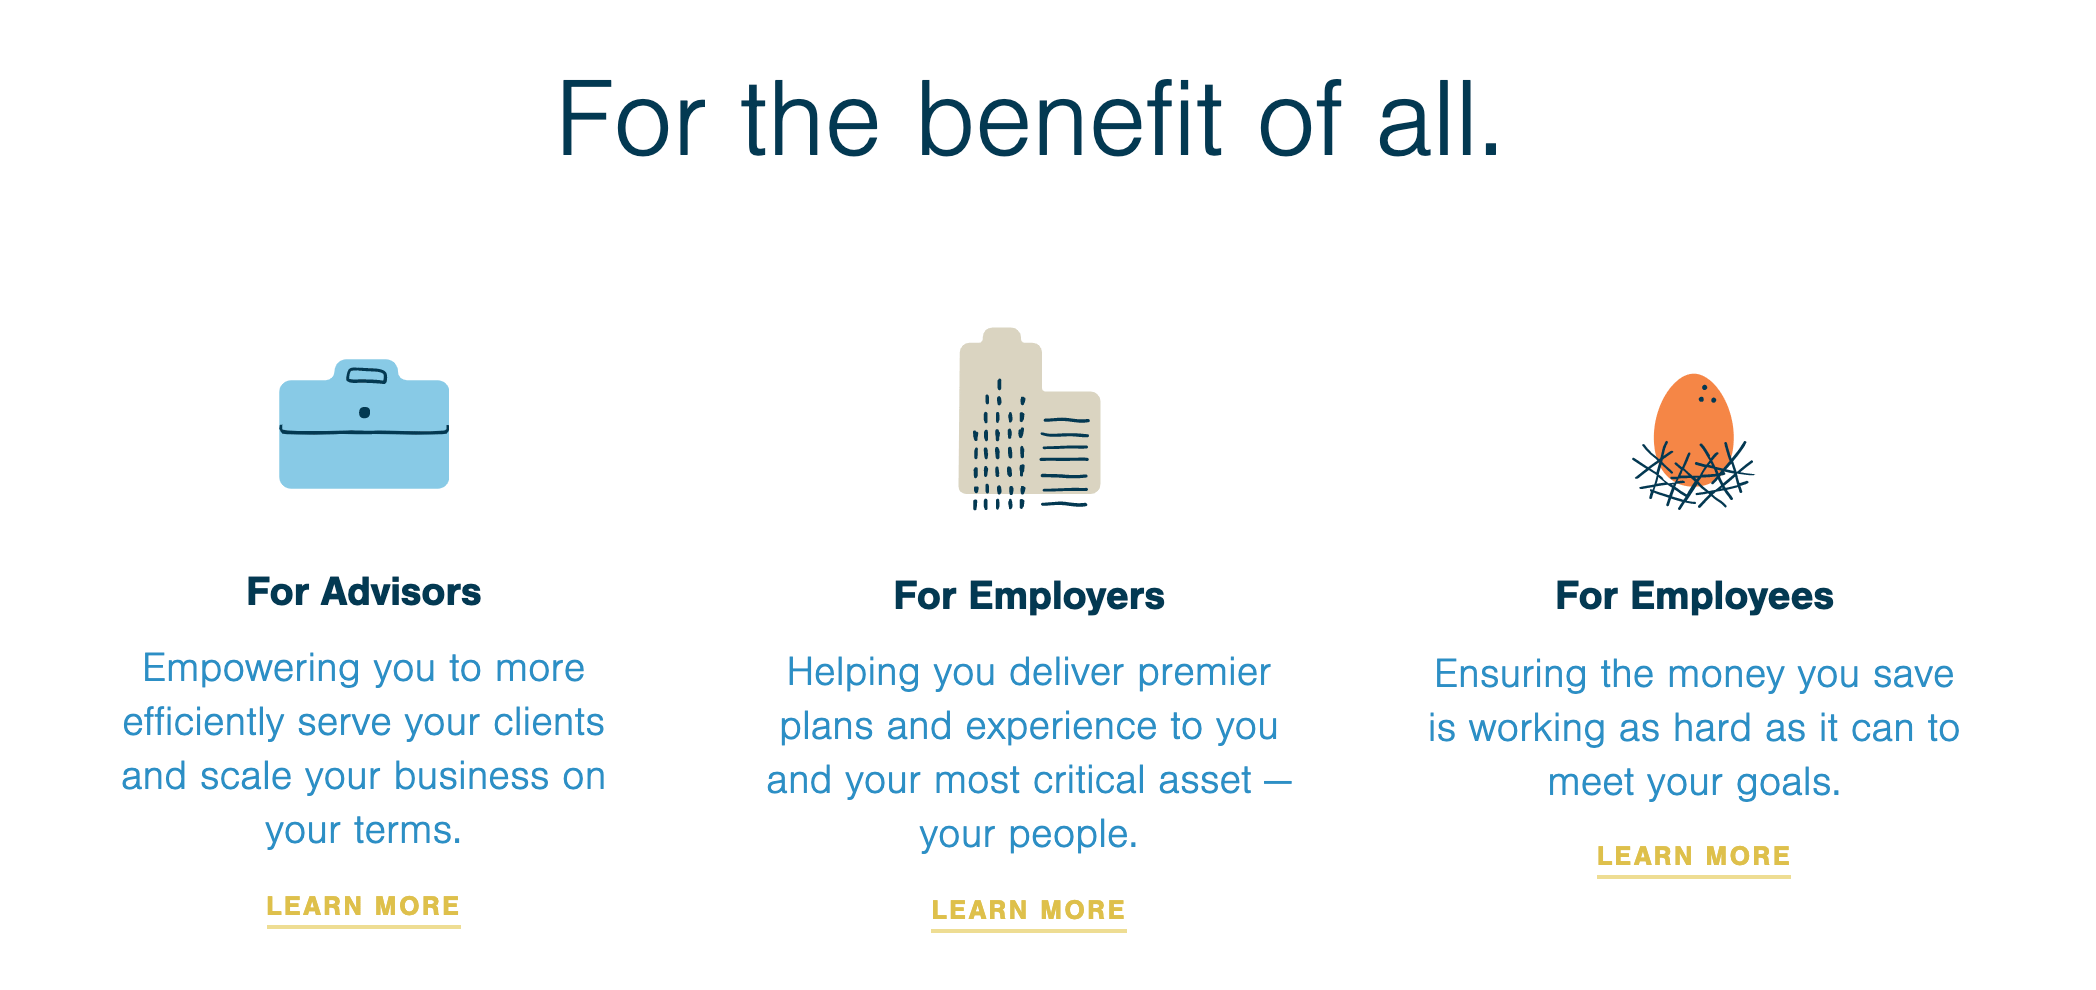 For the benefit of all.
For Advisors
Empowering you to more
efficiently serve your clients
and scale your business on
your terms.
LEARN MORE
For Employers
Helping you deliver premier
plans and experience to you
and your most critical asset —
your people.
LEARN MORE
For Employees
Ensuring the money you save
is working as hard as it can to
meet your goals.
LEARN MORE